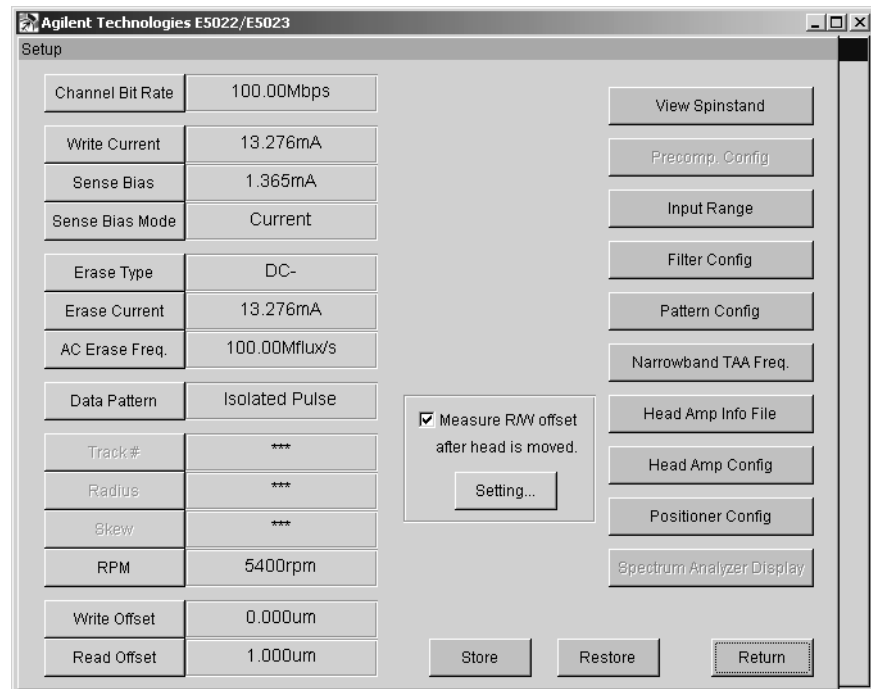 Agilent Technologies E5022/E5023
Setup
Channel Bit Rate 100.00Mbps
Write Current 13.276mA
Sense Bias 1.365mA
Sense Bias Mode Current
Erase Type DC-
Erase Current 13.276mA
AC Erase Freq. 100.00Mflux/s
Data Pattern Isolated Pulse
Track # ***
Radius ***
Skew ***
RPM 5400rpm
Write Offset 0.000um
Read Offset 1.000um
Measure R/W offset
after head is moved.
Setting...
View Spinstand
Precomp. Config
Input Range
Filter Config
Pattern Config
Narrowband TAA Freq.
Head Amp Info File
Head Amp Config
Positioner Config
Spectrum Analyzer Display
Store Restore Return